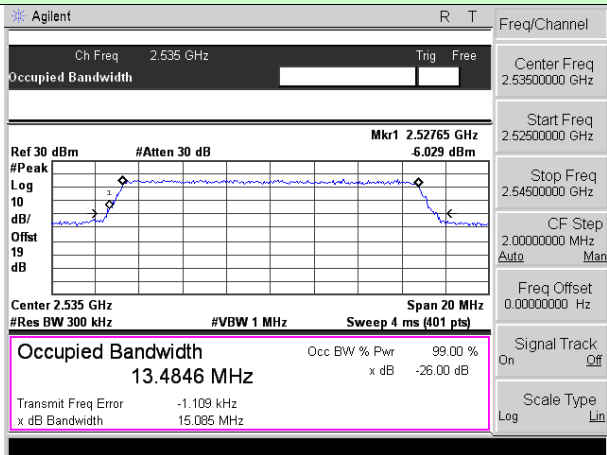 Agilent R T
Ch Freq 2.535 GHz Trig Free
Occupied Bandwidth
Mkr1 2.52765 GHz
Ref 30 dBm #Atten 30 dB -6.029 dBm
#Peak
Log
10
dB/
Offst
19
dB
1
Center 2.535 GHz Span 20 MHz
#Res BW 300 kHz #VBW 1 MHz Sweep 4 ms (401 pts)
Occupied Bandwidth Occ BW % Pwr 99.00 %
13.4846 MHz x dB -26.00 dB
Transmit Freq Error -1.109 kHz
x dB Bandwidth 15.085 MHz
Freq/Channel
Center Freq
2.53500000 GHz
Start Freq
2.52500000 GHz
Stop Freq
2.54500000 GHz
CF Step
2.00000000 MHz
Auto Man
Freq Offset
0.00000000 Hz
Signal Track
On Off
Scale Type
Log Lin